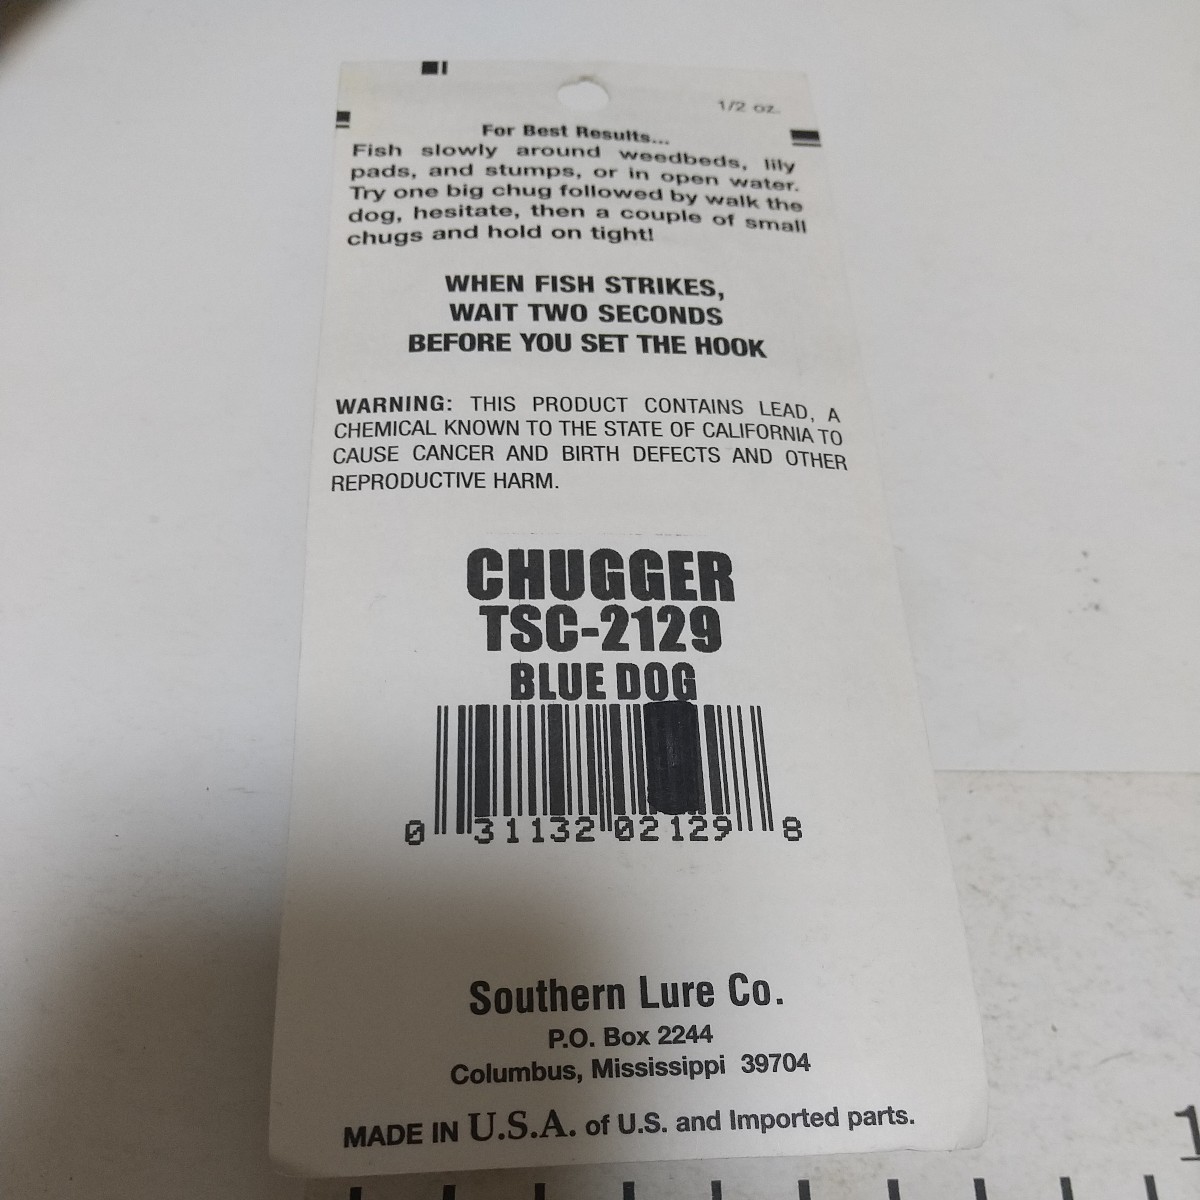 1/2 oz.
For Best Results...
Fish slowly around weedbeds, lily
pads, and stumps, or in open water.
Try one big chug followed by walk the
dog, hesitate, then a couple of small
chugs and hold on tight!
WHEN FISH STRIKES,
WAIT TWO SECONDS
BEFORE YOU SET THE HOOK
WARNING: THIS PRODUCT CONTAINS LEAD, A
CHEMICAL KNOWN TO THE STATE OF CALIFORNIA TO
CAUSE CANCER AND BIRTH DEFECTS AND OTHER
REPRODUCTIVE HARM.
CHUGGER
TSC-2129
BLUE DOG
0 31132 02129 8
Southern Lure Co.
P.O. Box 2244
Columbus, Mississippi 39704
MADE IN U.S.A. of U.S. and Imported parts.
1